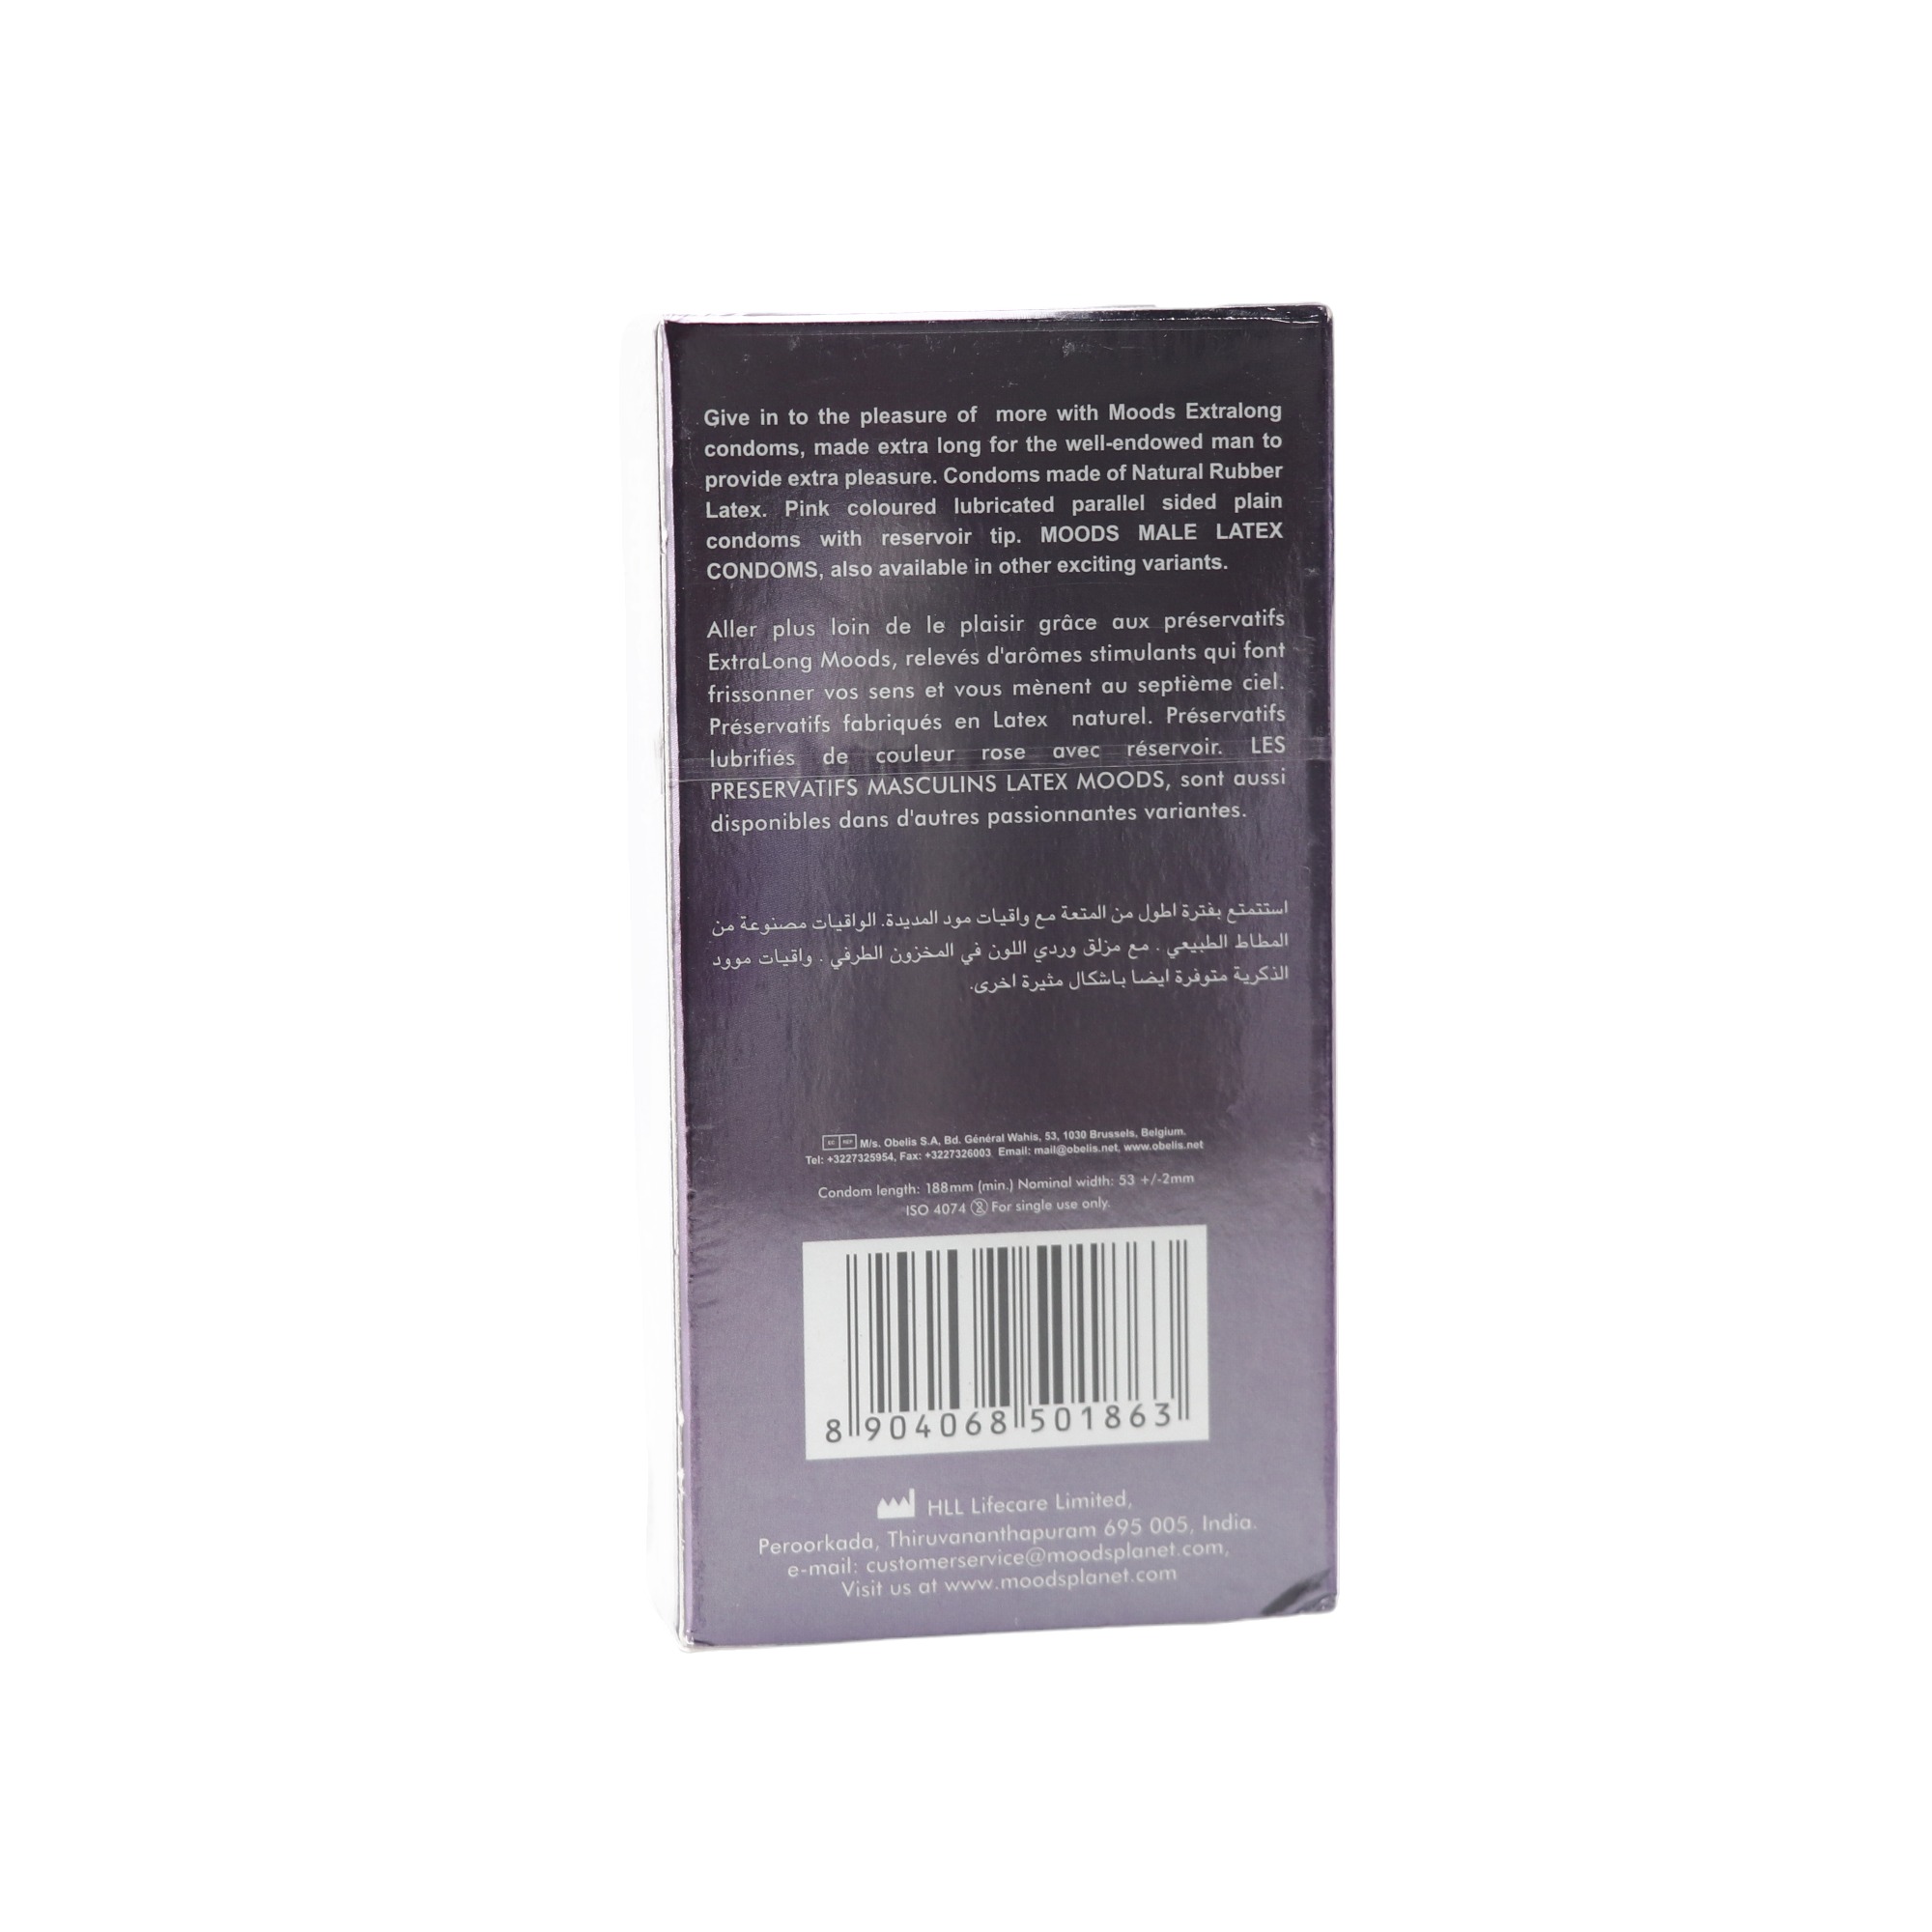 Give in to the pleasure of more with Moods Extralong
condoms, made extra long for the well-endowed man to
provide extra pleasure. Condoms made of Natural Rubber
Latex. Pink coloured lubricated parallel sided plain
condoms with reservoir tip. MOODS MALE LATEX
CONDOMS, also available in other exciting variants.
Aller plus loin de le plaisir grâce aux préservatifs
ExtraLong Moods, relevés d'arômes stimulants qui font
frissonner vos sens et vous mènent au septième ciel.
Préservatifs fabriqués en Latex naturel. Préservatifs
lubrifiés de couleur rose avec réservoir. LES
PRESERVATIFS MASCULINS LATEX MOODS, sont aussi
disponibles dans d'autres passionnantes variantes.
استتمتع بفترة اطول من المتعة مع واقيات مود المديدة. الواقيات مصنوعة من
المطاط الطبيعي . مع مزلق وردي اللون في المخزون الطرفي . واقيات موود
الذكرية متوفرة ايضا باشكال مثيرة اخرى.
EC REP M/s. Obelis S.A, Bd. Général Wahis, 53, 1030 Brussels, Belgium.
Tel: +3227325954, Fax: +3227326003 Email: mail@obelis.net, www.obelis.net
Condom length: 188mm (min.) Nominal width: 53 +/-2mm
ISO 4074 2 For single use only.
8 904068 501863
HLL Lifecare Limited,
Peroorkada, Thiruvananthapuram 695 005, India.
e-mail: customerservice@moodsplanet.com,
Visit us at www.moodsplanet.com